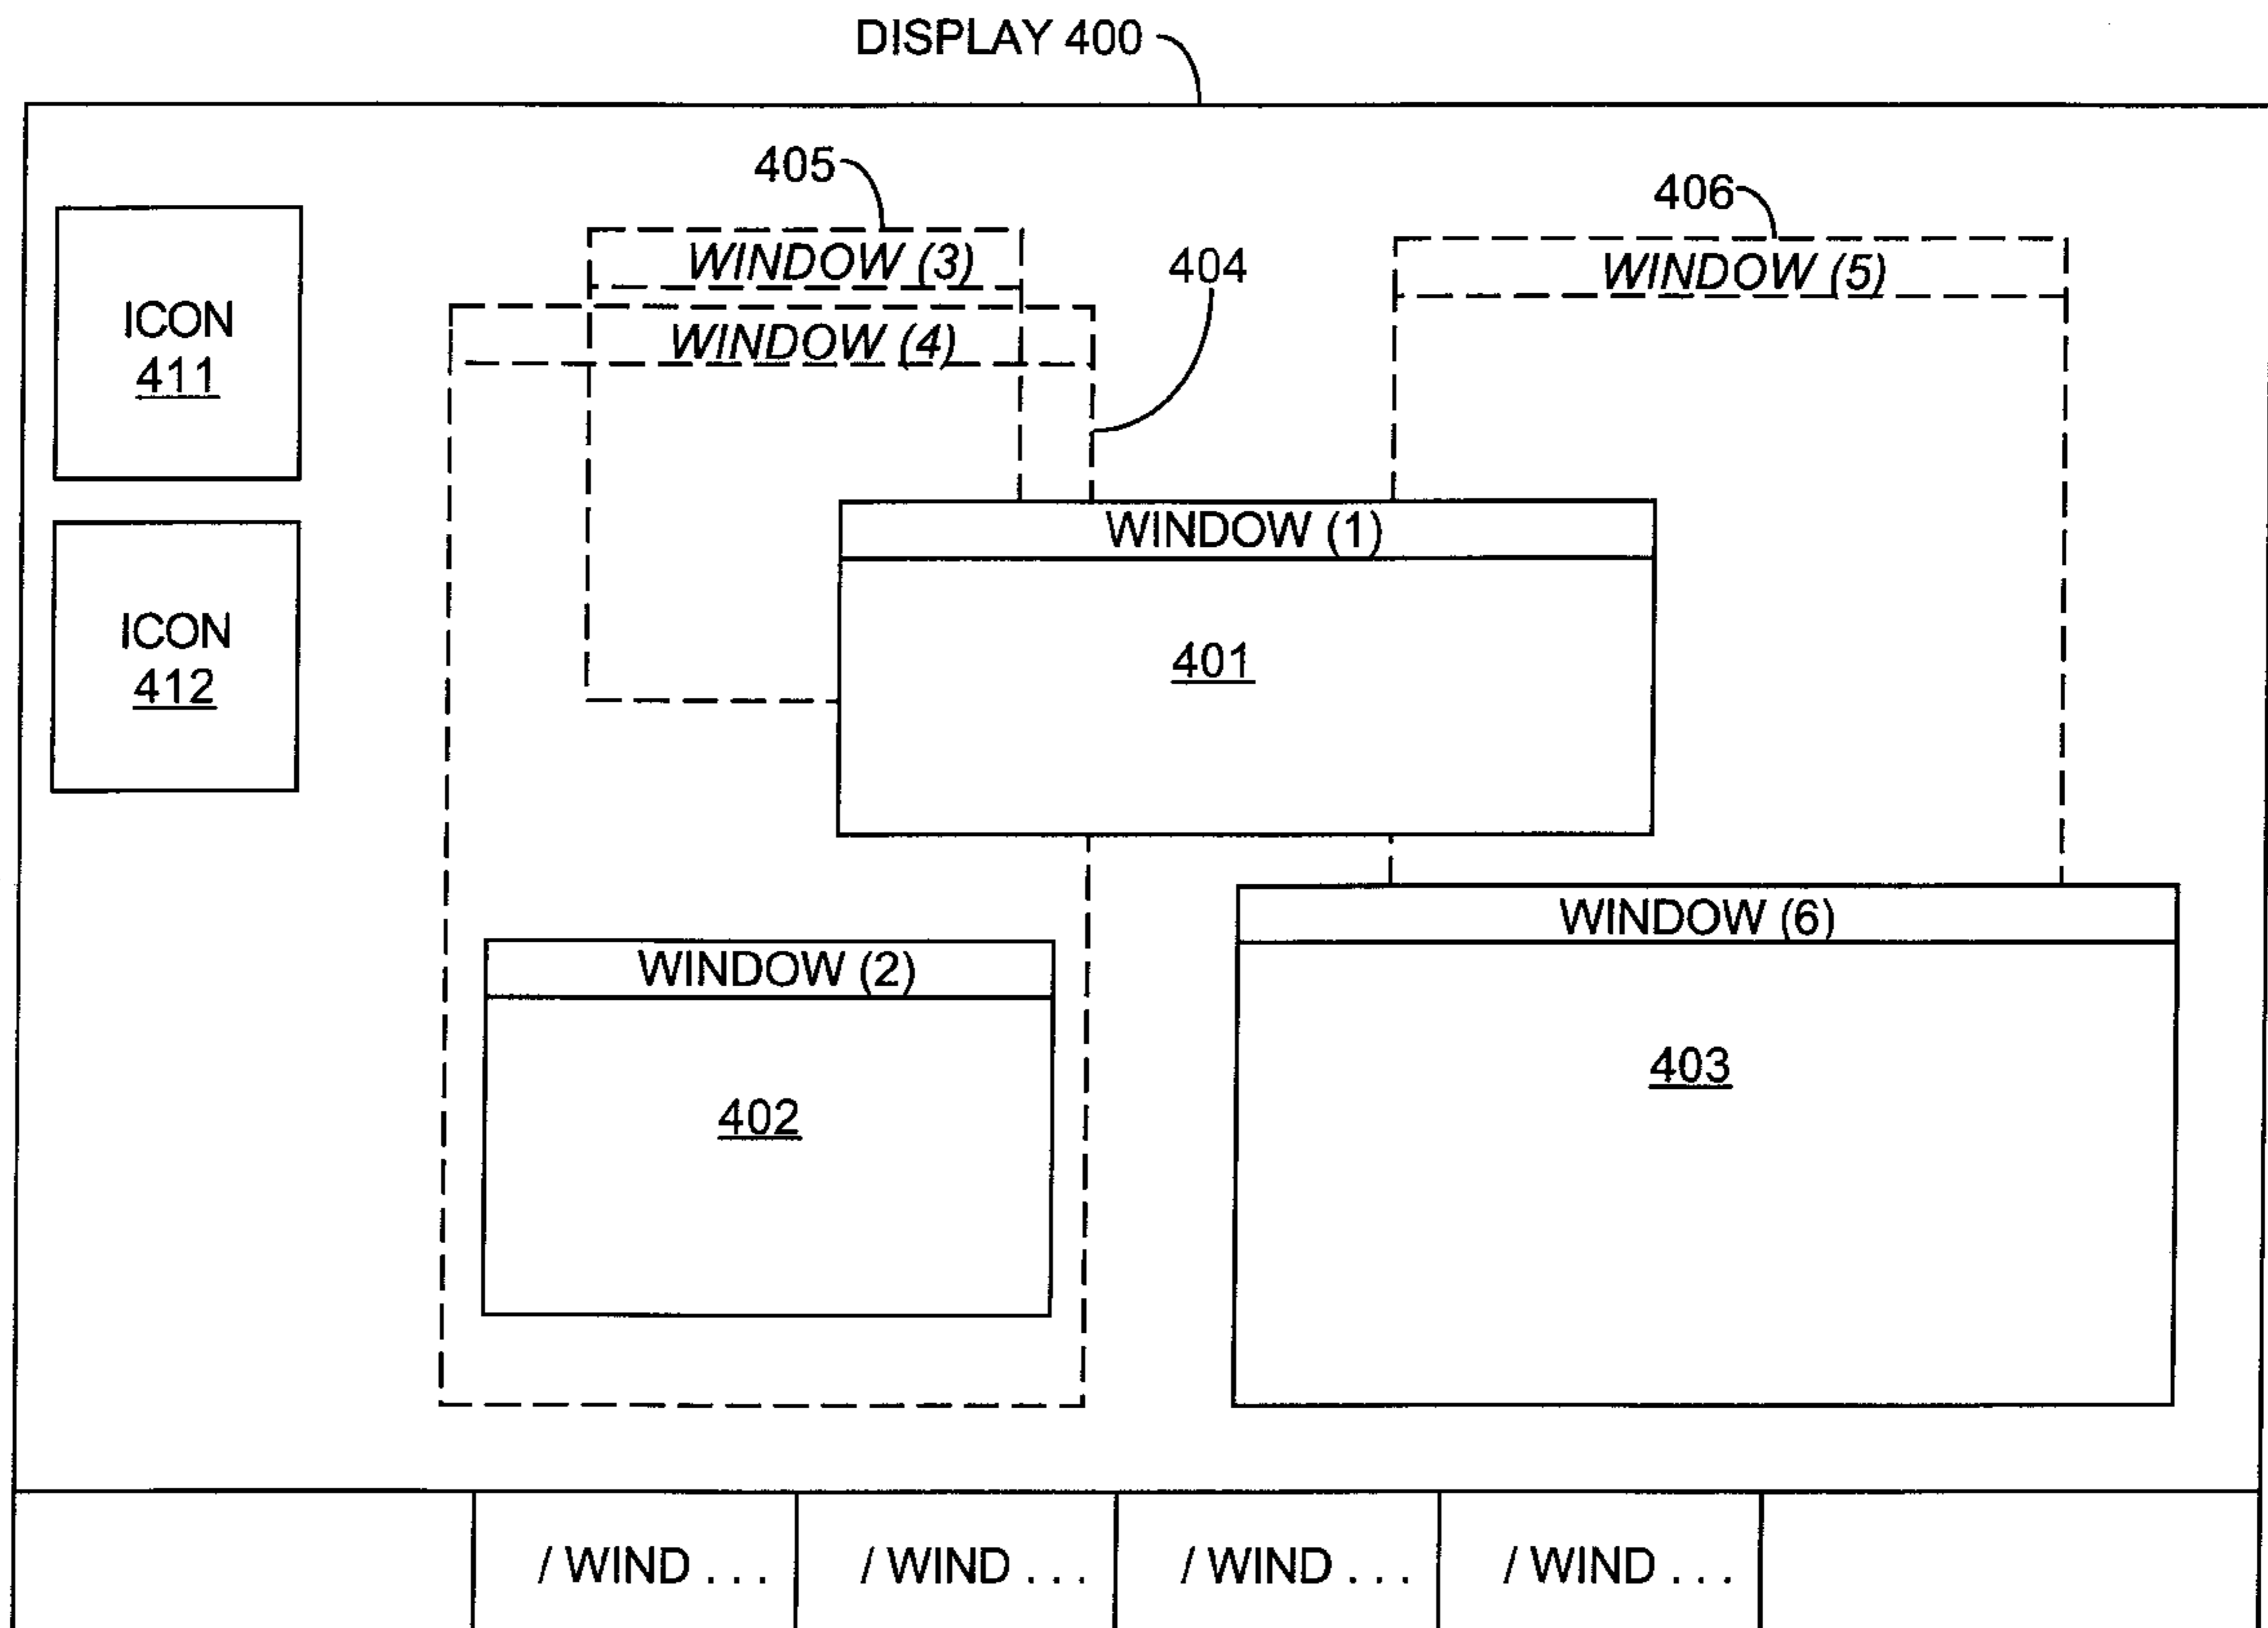 DISPLAY 400
405
406
WINDOW (3)
404
WINDOW (5)
ICON
411
WINDOW (4)
WINDOW (1)
ICON
412
401
WINDOW (6)
WINDOW (2)
403
402
/ WIND . . .
/ WIND . . .
/ WIND . . .
/ WIND . . .